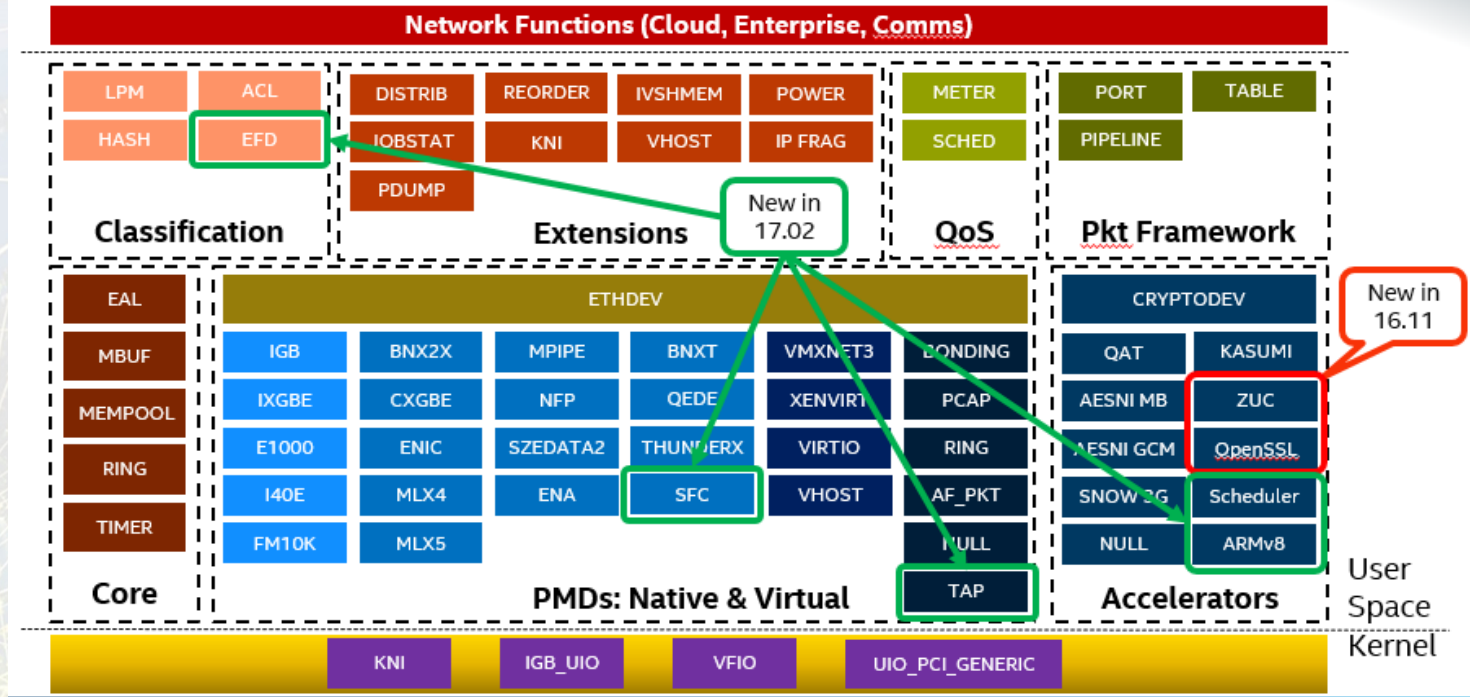 Network Functions (Cloud, Enterprise, Comms)
LPM
ACL
HASH
EFD
Classification
DISTRIB
REORDER
IVSHMEM
POWER
IOBSTAT
KNI
VHOST
IP FRAG
PDUMP
Extensions
New in
17.02
METER
SCHED
QoS
PORT
TABLE
PIPELINE
Pkt Framework
EAL
MBUF
MEMPOOL
RING
TIMER
Core
ETHDEV
IGB
BNX2X
MPIPE
BNXT
VMXNET3
BONDING
IXGBE
CXGBE
NFP
QEDE
XENVIRT
PCAP
E1000
ENIC
SZEDATA2
THUNDERX
VIRTIO
RING
I40E
MLX4
ENA
SFC
VHOST
AF_PKT
FM10K
MLX5
NULL
TAP
PMDs: Native & Virtual
CRYPTODEV
QAT
KASUMI
AESNI MB
ZUC
AESNI GCM
OpenSSL
SNOW 3G
Scheduler
NULL
ARMv8
Accelerators
New in
16.11
User
Space
Kernel
KNI
IGB_UIO
VFIO
UIO_PCI_GENERIC